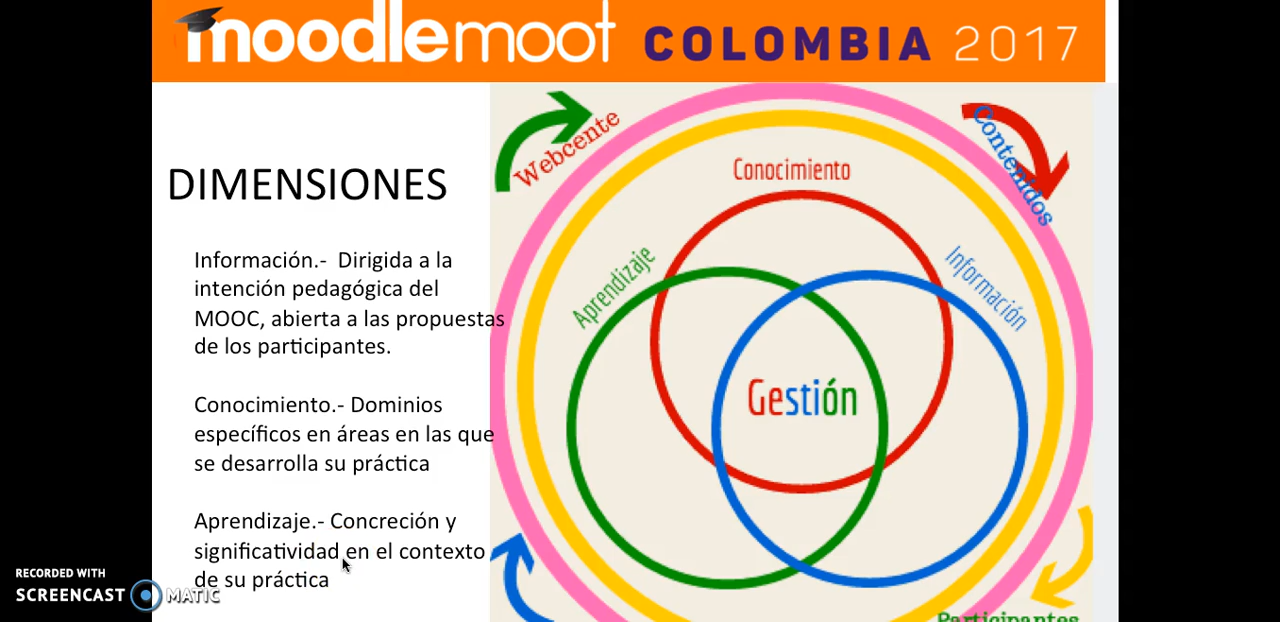 moodlemoot COLOMBIA 2017
Webcente
Contenidos
DIMENSIONES
Conocimiento
Aprendizaje
Información
Gestión
Información.- Dirigida a la
intención pedagógica del
MOOC, abierta a las propuestas
de los participantes.
Conocimiento.- Dominios
específicos en áreas en las que
se desarrolla su práctica
Aprendizaje.- Concreción y
significatividad en el contexto
de su práctica
Participantes
RECORDED WITH
SCREENCAST MATIC